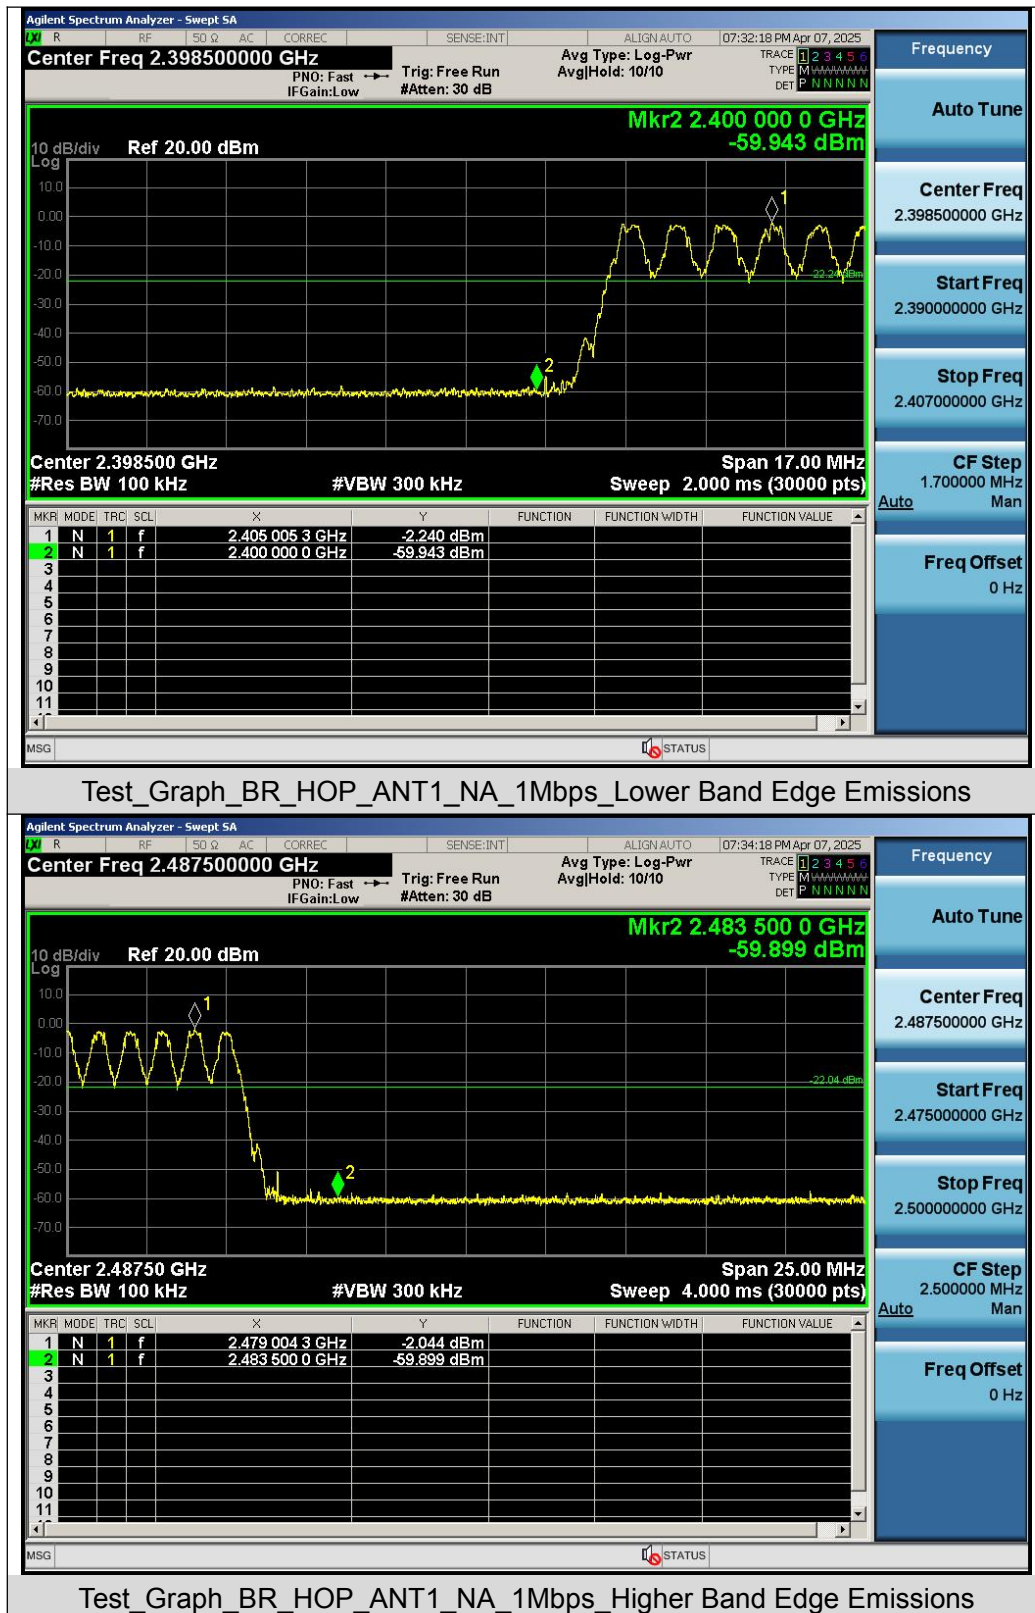 Agilent Spectrum Analyzer - Swept SA
LXI R RF 50 Ω AC CORREC SENSE:INT ALIGN AUTO 07:32:18 PM Apr 07, 2025
Center Freq 2.398500000 GHz
PNO: Fast
IFGain:Low
Trig: Free Run
#Atten: 30 dB
Avg Type: Log-Pwr
Avg|Hold: 10/10
TRACE 1 2 3 4 5 6
TYPE M WWWWW
DET P N N N N N
Mkr2 2.400 000 0 GHz
-59.943 dBm
10 dB/div
Log
Ref 20.00 dBm
10.0
0.00
-10.0
-20.0
-30.0
-40.0
-50.0
-60.0
-70.0
1
-22.24 dBm
2
Center 2.398500 GHz
#Res BW 100 kHz
#VBW 300 kHz
Span 17.00 MHz
Sweep 2.000 ms (30000 pts)
MKR MODE TRC SCL X Y FUNCTION FUNCTION WIDTH FUNCTION VALUE
1 N 1 f 2.405 005 3 GHz -2.240 dBm
2 N 1 f 2.400 000 0 GHz -59.943 dBm
3
4
5
6
7
8
9
10
11
MSG
STATUS
Frequency
Auto Tune
Center Freq
2.398500000 GHz
Start Freq
2.390000000 GHz
Stop Freq
2.407000000 GHz
CF Step
1.700000 MHz
Auto Man
Freq Offset
0 Hz
Test_Graph_BR_HOP_ANT1_NA_1Mbps_Lower Band Edge Emissions
Agilent Spectrum Analyzer - Swept SA
LXI R RF 50 Ω AC CORREC SENSE:INT ALIGN AUTO 07:34:18 PM Apr 07, 2025
Center Freq 2.487500000 GHz
PNO: Fast
IFGain:Low
Trig: Free Run
#Atten: 30 dB
Avg Type: Log-Pwr
Avg|Hold: 10/10
TRACE 1 2 3 4 5 6
TYPE M WWWWW
DET P N N N N N
Mkr2 2.483 500 0 GHz
-59.899 dBm
10 dB/div
Log
Ref 20.00 dBm
10.0
0.00
-10.0
-20.0
-30.0
-40.0
-50.0
-60.0
-70.0
1
-22.04 dBm
2
Center 2.48750 GHz
#Res BW 100 kHz
#VBW 300 kHz
Span 25.00 MHz
Sweep 4.000 ms (30000 pts)
MKR MODE TRC SCL X Y FUNCTION FUNCTION WIDTH FUNCTION VALUE
1 N 1 f 2.479 004 3 GHz -2.044 dBm
2 N 1 f 2.483 500 0 GHz -59.899 dBm
3
4
5
6
7
8
9
10
11
MSG
STATUS
Frequency
Auto Tune
Center Freq
2.487500000 GHz
Start Freq
2.475000000 GHz
Stop Freq
2.500000000 GHz
CF Step
2.500000 MHz
Auto Man
Freq Offset
0 Hz
Test_Graph_BR_HOP_ANT1_NA_1Mbps_Higher Band Edge Emissions